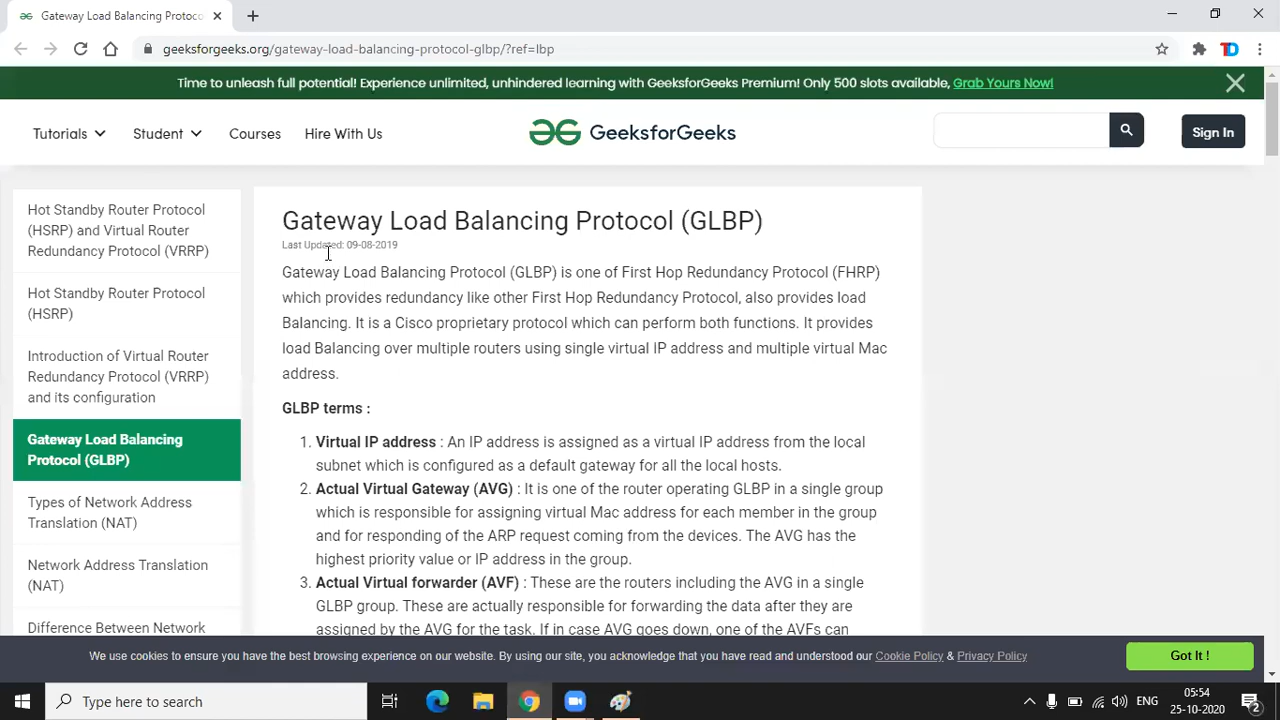 Gateway Load Balancing Protoco
geeksforgeeks.org/gateway-load-balancing-protocol-glbp/?ref=lbp
Time to unleash full potential! Experience unlimited, unhindered learning with GeeksforGeeks Premium! Only 500 slots available, Grab Yours Now!
Tutorials Student Courses Hire With Us GeeksforGeeks Sign In
Hot Standby Router Protocol
(HSRP) and Virtual Router
Redundancy Protocol (VRRP)
Hot Standby Router Protocol
(HSRP)
Introduction of Virtual Router
Redundancy Protocol (VRRP)
and its configuration
Gateway Load Balancing
Protocol (GLBP)
Types of Network Address
Translation (NAT)
Network Address Translation
(NAT)
Difference Between Network
Gateway Load Balancing Protocol (GLBP)
Last Updated: 09-08-2019
Gateway Load Balancing Protocol (GLBP) is one of First Hop Redundancy Protocol (FHRP)
which provides redundancy like other First Hop Redundancy Protocol, also provides load
Balancing. It is a Cisco proprietary protocol which can perform both functions. It provides
load Balancing over multiple routers using single virtual IP address and multiple virtual Mac
address.
GLBP terms :
1. Virtual IP address : An IP address is assigned as a virtual IP address from the local
subnet which is configured as a default gateway for all the local hosts.
2. Actual Virtual Gateway (AVG) : It is one of the router operating GLBP in a single group
which is responsible for assigning virtual Mac address for each member in the group
and for responding of the ARP request coming from the devices. The AVG has the
highest priority value or IP address in the group.
3. Actual Virtual forwarder (AVF) : These are the routers including the AVG in a single
GLBP group. These are actually responsible for forwarding the data after they are
assigned by the AVG for the task. If in case AVG goes down, one of the AVFs can
We use cookies to ensure you have the best browsing experience on our website. By using our site, you acknowledge that you have read and understood our Cookie Policy & Privacy Policy
Got It !
Type here to search
ENG
05:54
25-10-2020
2